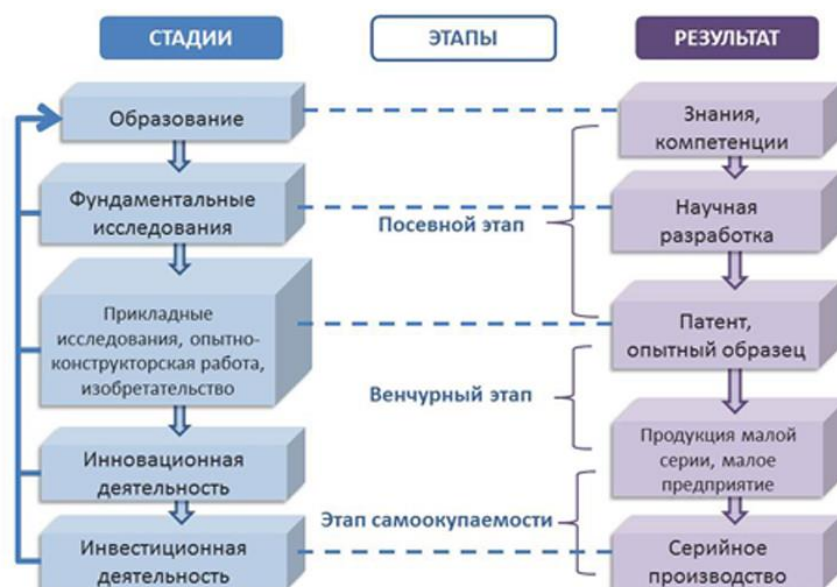 СТАДИИ
ЭТАПЫ
РЕЗУЛЬТАТ
Образование
Знания,
компетенции
Фундаментальные
исследования
Посевной этап
Научная
разработка
Прикладные
исследования, опытно-
конструкторская работа,
изобретательство
Патент,
опытный образец
Венчурный этап
Инновационная
деятельность
Продукция малой
серии, малое
предприятие
Этап самоокупаемости
Инвестиционная
деятельность
Серийное
производство